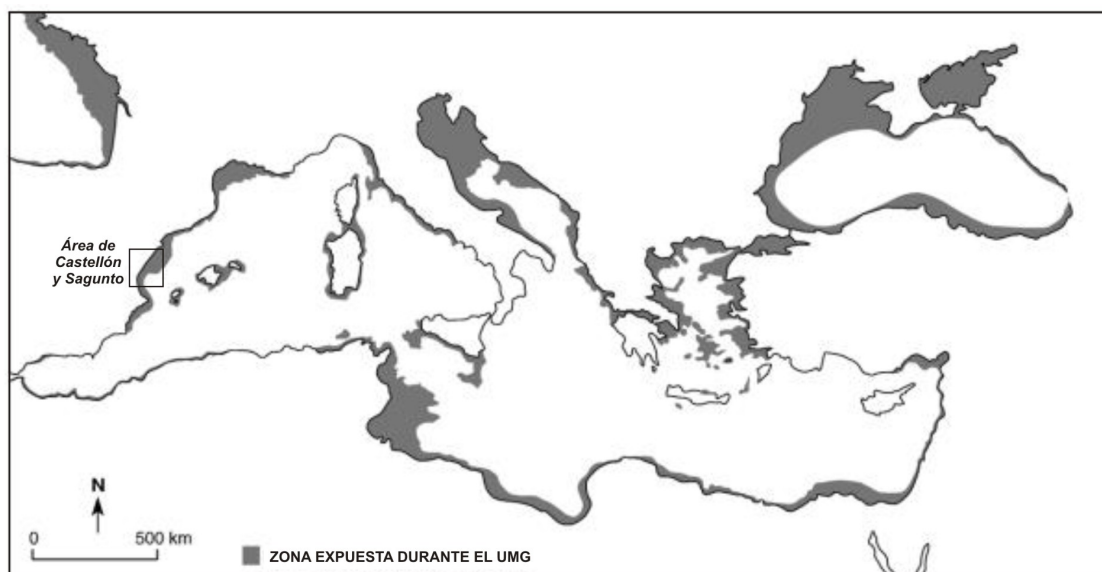 Área de
Castellón
y Sagunto
N
0 500 km
ZONA EXPUESTA DURANTE EL UMG